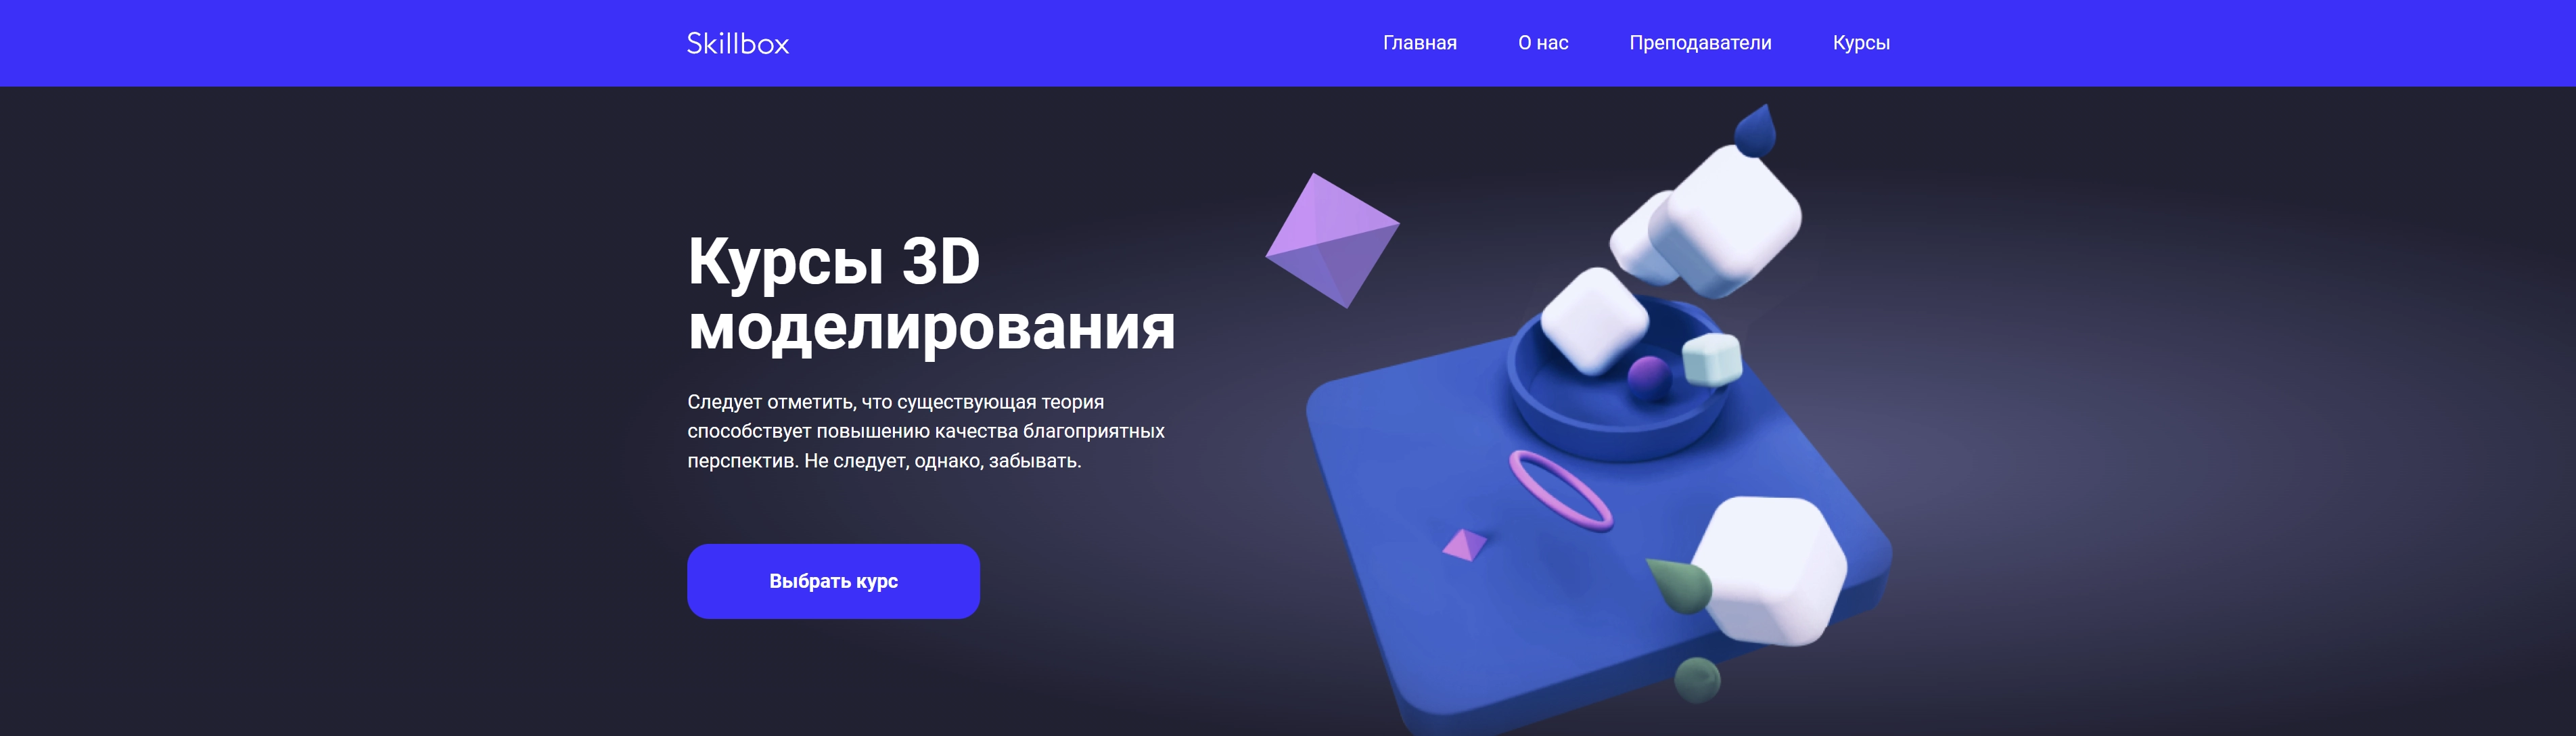 Skillbox
Главная
О нас
Преподаватели
Курсы
Курсы 3D
моделирования
Следует отметить, что существующая теория
способствует повышению качества благоприятных
перспектив. Не следует, однако, забывать.
Выбрать курс